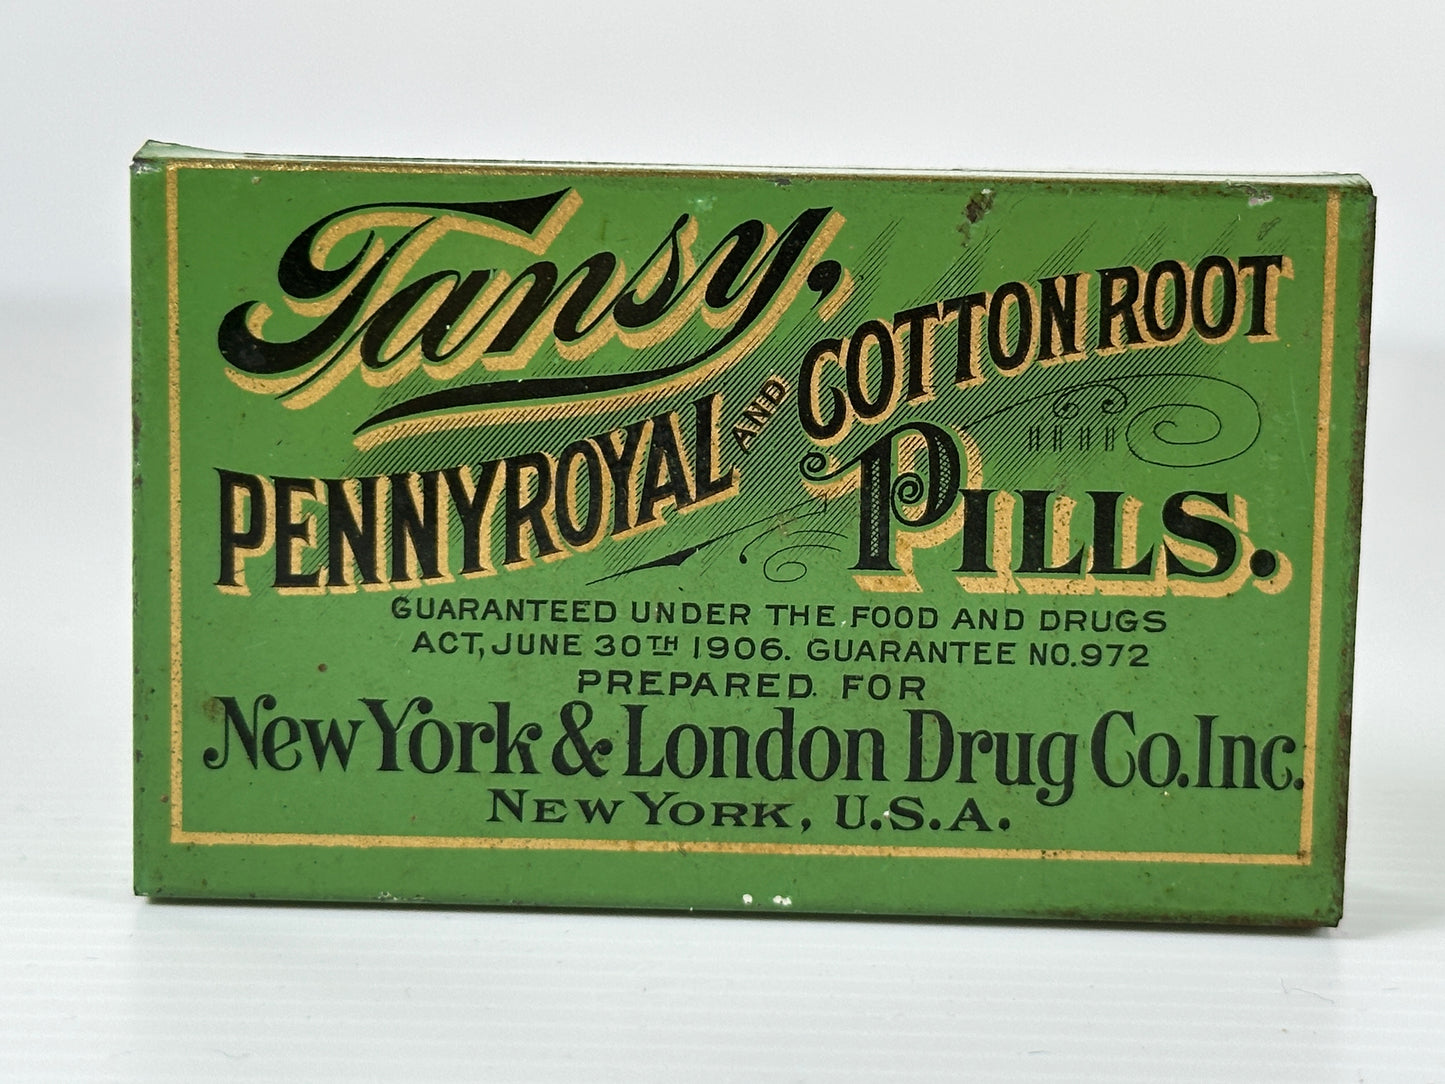 Tansy,
PENNYROYAL AND COTTON ROOT
PILLS.
GUARANTEED UNDER THE FOOD AND DRUGS
ACT, JUNE 30TH 1906. GUARANTEE NO. 972
PREPARED FOR
New York & London Drug Co. Inc.
NEW YORK, U.S.A.